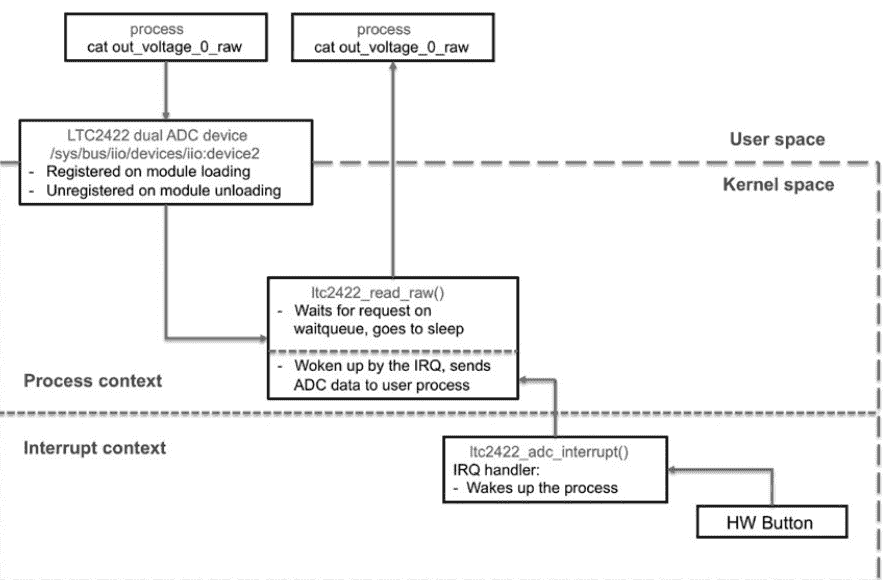 process
cat out_voltage_0_raw
process
cat out_voltage_0_raw
LTC2422 dual ADC device
/sys/bus/iio/devices/iio:device2
- Registered on module loading
- Unregistered on module unloading
User space
Kernel space
ltc2422_read_raw()
- Waits for request on
waitqueue, goes to sleep
- Woken up by the IRQ, sends
ADC data to user process
Process context
Interrupt context
ltc2422_adc_interrupt()
IRQ handler:
- Wakes up the process
HW Button